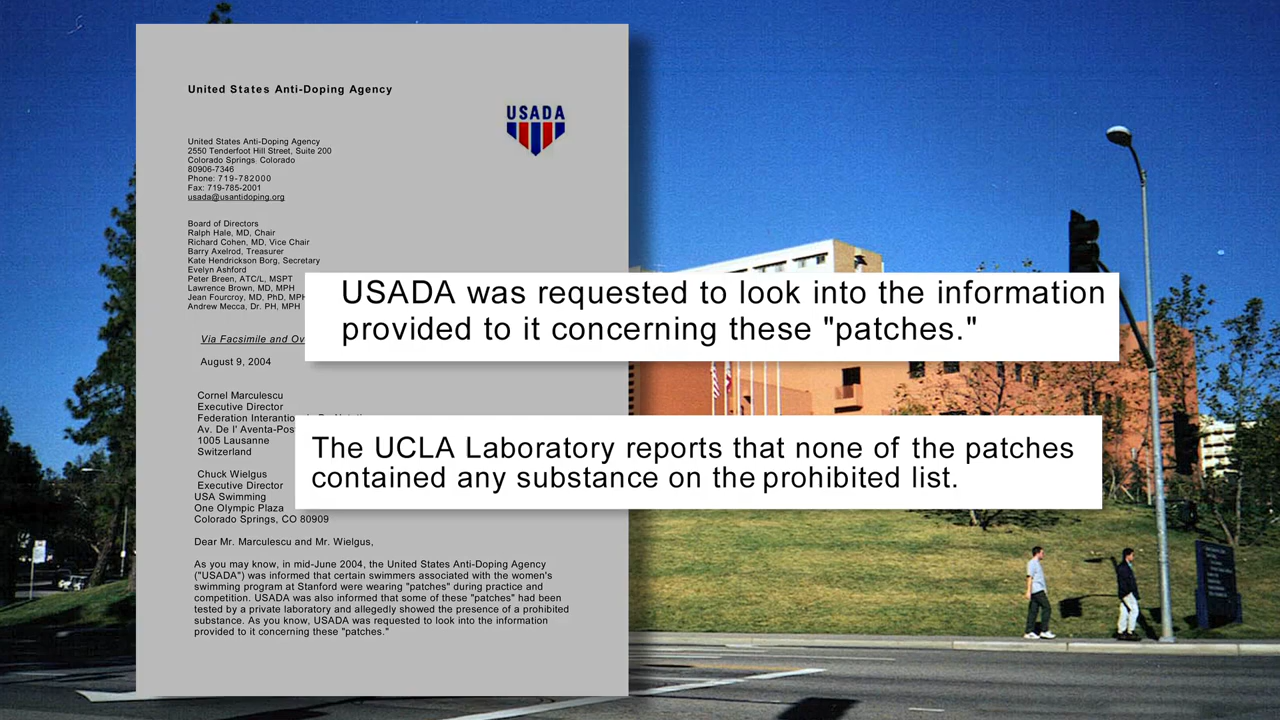 United States Anti-Doping Agency
USADA
United States Anti-Doping Agency
2550 Tenderfoot Hill Street, Suite 200
Colorado Springs Colorado
80906-7346
Phone: 719-782000
Fax: 719-785-2001
usada@usantidoping.org
Board of Directors
Ralph Hale, MD, Chair
Richard Cohen, MD, Vice Chair
Barry Axelrod, Treasurer
Kate Hendrickson Borg, Secretary
Evelyn Ashford
Peter Breen, ATC/L, MSPT
Lawrence Brown, MD, MPH
Jean Fourcroy, MD, PhD, MPH
Andrew Mecca, Dr. PH, MPH
USADA was requested to look into the information
provided to it concerning these "patches."
Via Facsimile and
August 9, 2004
Cornel Marculescu
Executive Director
Federation
Av. De I' Aventa-Pos
1005 Lausanne
Switzerland
The UCLA Laboratory reports that none of the patches
contained any substance on the prohibited list.
Chuck Wielgus
Executive Director
USA Swimming
One Olympic Plaza
Colorado Springs, CO 80909
Dear Mr. Marculescu and Mr. Wielgus,
As you may know, in mid-June 2004, the United States Anti-Doping Agency
("USADA") was informed that certain swimmers associated with the women's
swimming program at Stanford were wearing "patches" during practice and
competition. USADA was also informed that some of these "patches" had been
tested by a private laboratory and allegedly showed the presence of a prohibited
substance. As you know, USADA was requested to look into the information
provided to it concerning these "patches."